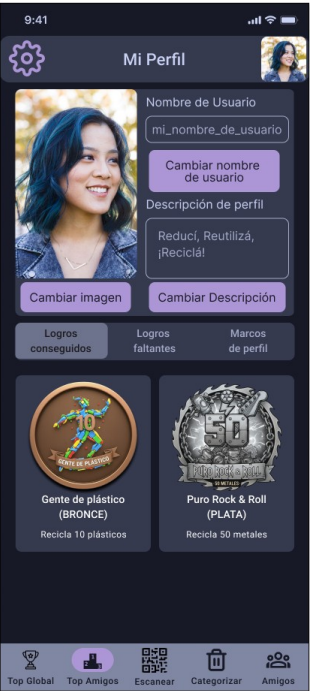 9:41
Mi Perfil
Nombre de Usuario
mi_nombre_de_usuario
Cambiar nombre
de usuario
Descripción de perfil
Reducí, Reutilizá,
¡Reciclá!
Cambiar imagen
Cambiar Descripción
Logros
conseguidos
Logros
faltantes
Marcos
de perfil
10
GENTE DE PLÁSTICO
50
PURO ROCK & ROLL
50 METALES
Gente de plástico
(BRONCE)
Recicla 10 plásticos
Puro Rock & Roll
(PLATA)
Recicla 50 metales
Top Global
Top Amigos
Escanear
Categorizar
Amigos